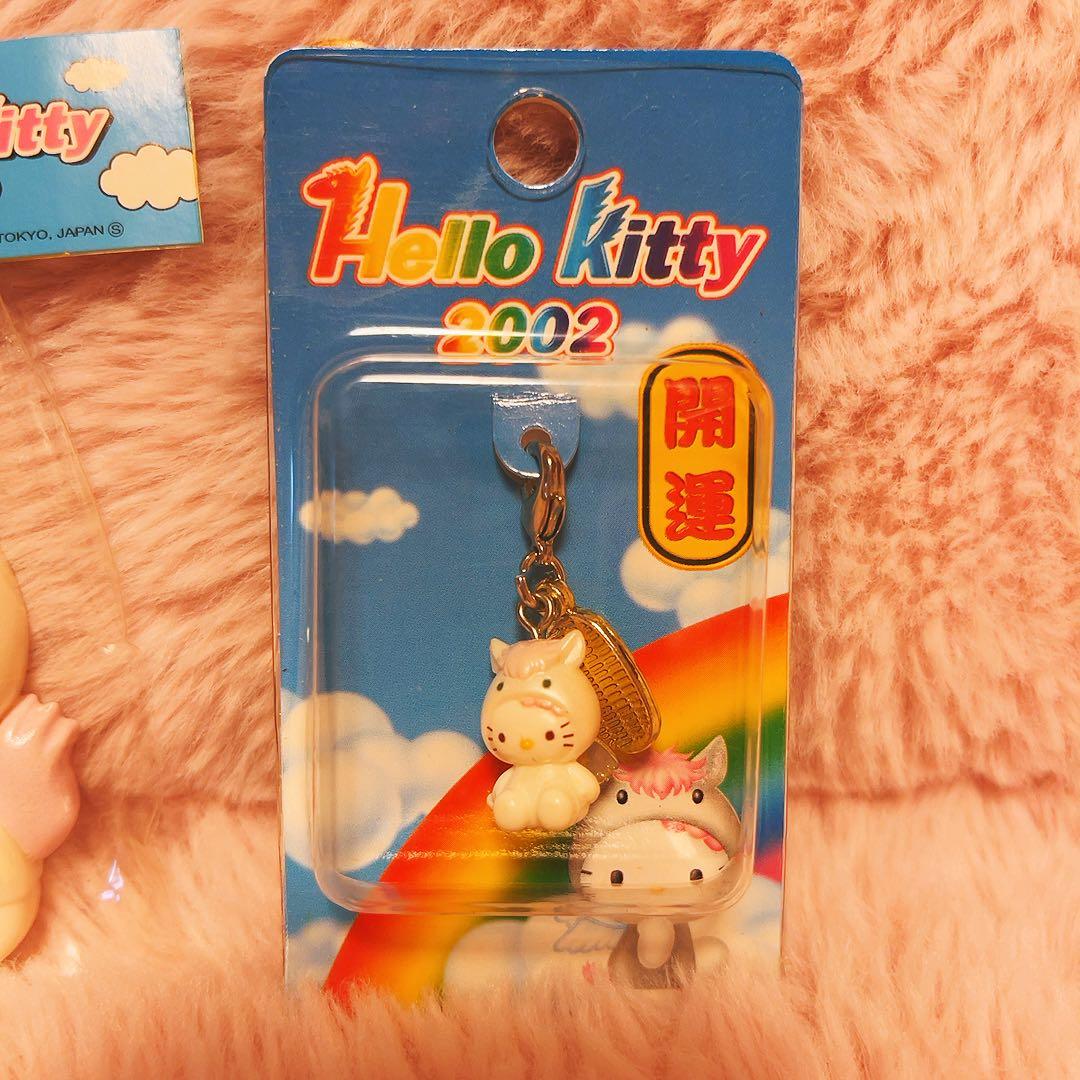 itty
TOKYO, JAPAN Ⓢ
Hello Kitty
2002
開
運